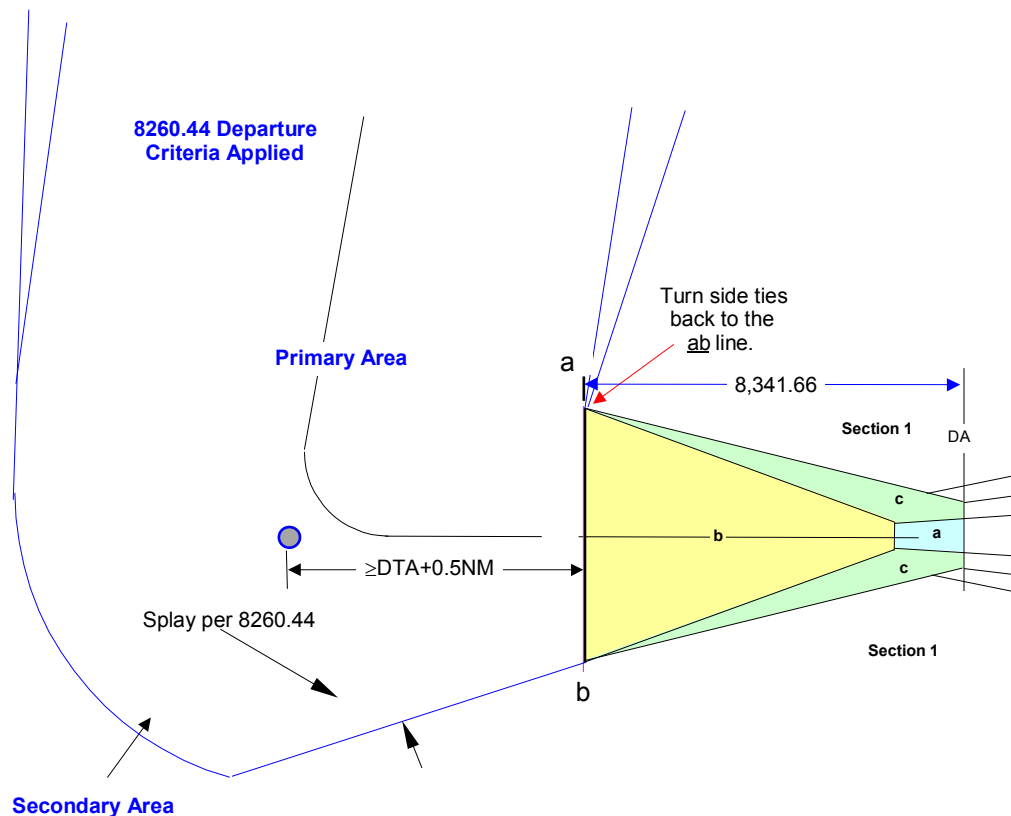 8260.44 Departure
Criteria Applied
Turn side ties
back to the
ab line.
Primary Area
a
8,341.66
Section 1
DA
c
b
a
c
≥DTA+0.5NM
Splay per 8260.44
Section 1
b
Secondary Area